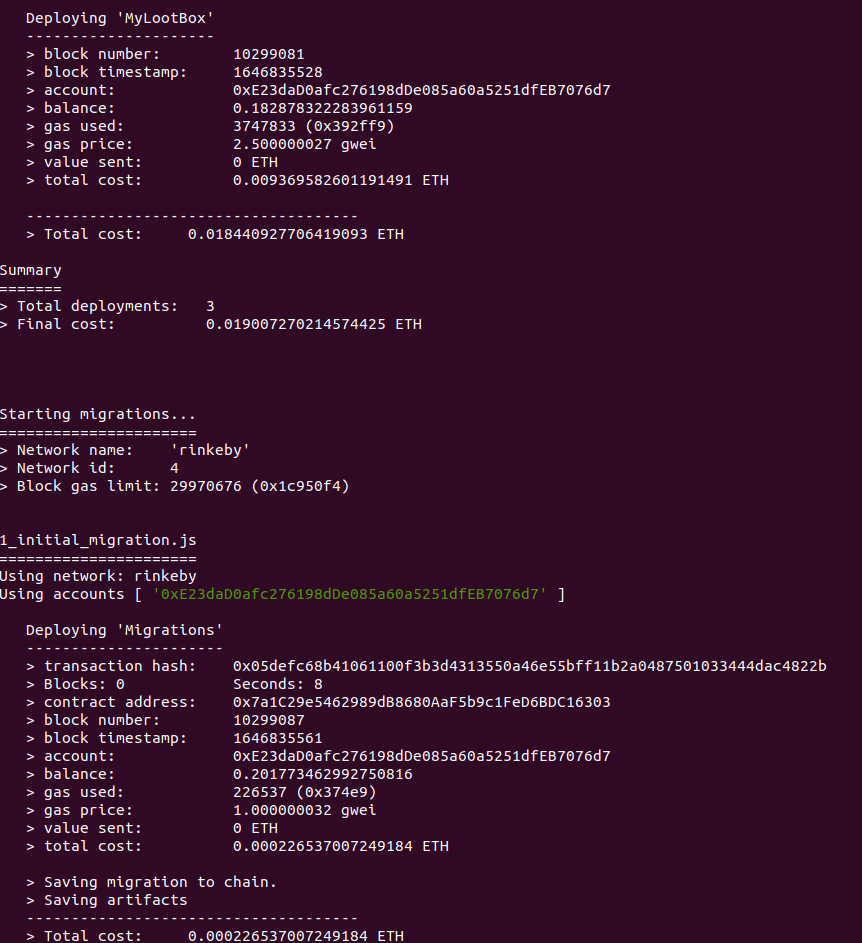 Deploying 'MyLootBox'
---------------------
> block number: 10299081
> block timestamp: 1646835528
> account: 0xE23daD0afc276198dDe085a60a5251dfEB7076d7
> balance: 0.182878322283961159
> gas used: 3747833 (0x392ff9)
> gas price: 2.500000027 gwei
> value sent: 0 ETH
> total cost: 0.009369582601191491 ETH
-------------------------------------
> Total cost: 0.018440927706419093 ETH
Summary
=======
> Total deployments: 3
> Final cost: 0.019007270214574425 ETH
Starting migrations...
======================
> Network name: 'rinkeby'
> Network id: 4
> Block gas limit: 29970676 (0x1c950f4)
1_initial_migration.js
======================
Using network: rinkeby
Using accounts [ '0xE23daD0afc276198dDe085a60a5251dfEB7076d7' ]
Deploying 'Migrations'
----------------------
> transaction hash: 0x05defc68b41061100f3b3d4313550a46e55bff11b2a0487501033444dac4822b
> Blocks: 0 Seconds: 8
> contract address: 0x7a1C29e5462989dB8680AaF5b9c1FeD6BDC16303
> block number: 10299087
> block timestamp: 1646835561
> account: 0xE23daD0afc276198dDe085a60a5251dfEB7076d7
> balance: 0.201773462992750816
> gas used: 226537 (0x374e9)
> gas price: 1.000000032 gwei
> value sent: 0 ETH
> total cost: 0.000226537007249184 ETH
> Saving migration to chain.
> Saving artifacts
-------------------------------------
> Total cost: 0.000226537007249184 ETH